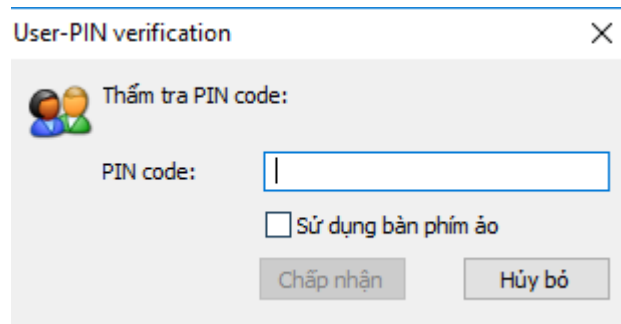 User-PIN verification
Thẩm tra PIN code:
PIN code:
Sử dụng bàn phím ảo
Chấp nhận Hủy bỏ